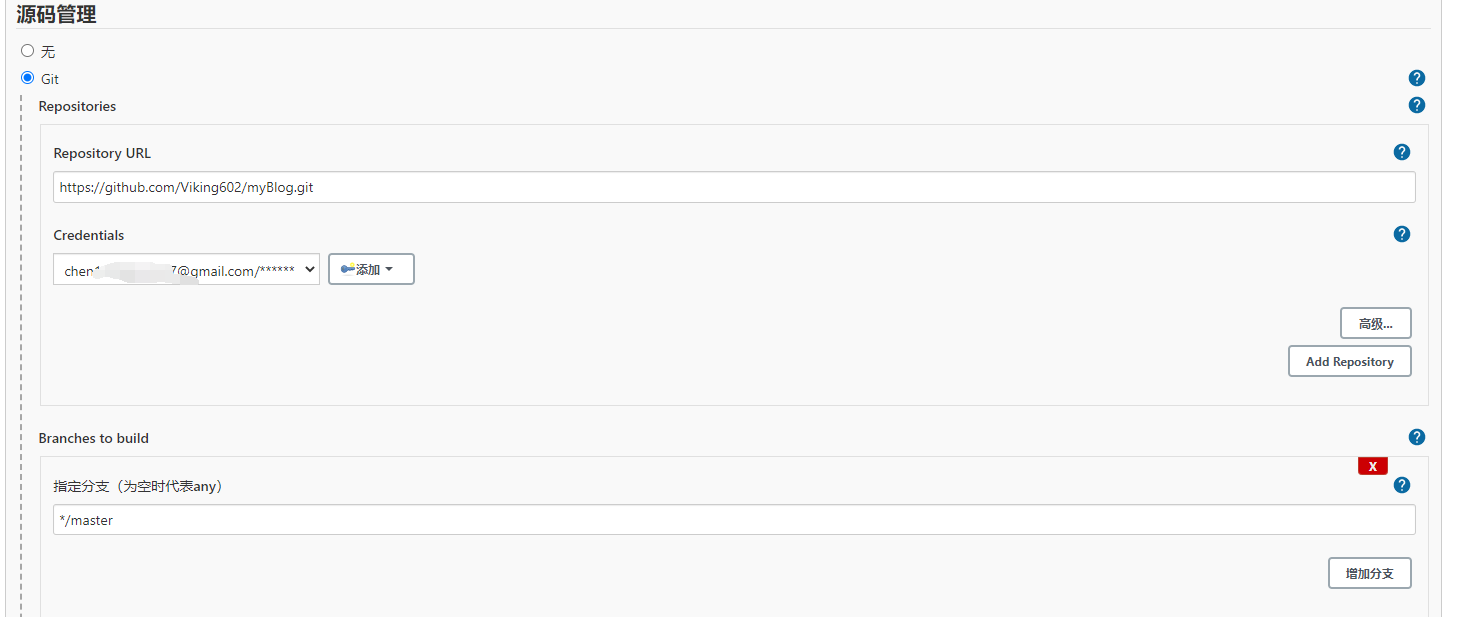 源码管理
无
Git
Repositories
Repository URL
https://github.com/Viking602/myBlog.git
Credentials
chen 7@gmail.com/******
添加
高级...
Add Repository
Branches to build
X
指定分支（为空时代表any）
*/master
增加分支